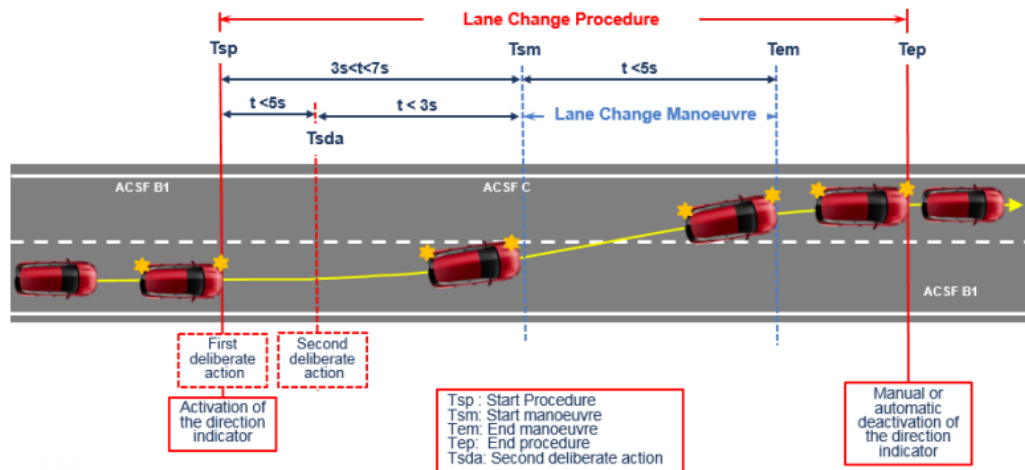 Lane Change Procedure
Tsp
Tsm
Tem
Tep
3s<t<7s
t <5s
t <5s
t < 3s
Lane Change Manoeuvre
Tsda
ACSF B1
ACSF C
ACSF B1
First
deliberate
action
Second
deliberate
action
Activation of
the direction
indicator
Tsp : Start Procedure
Tsm: Start manoeuvre
Tem: End manoeuvre
Tep: End procedure
Tsda: Second deliberate action
Manual or
automatic
deactivation of
the direction
indicator